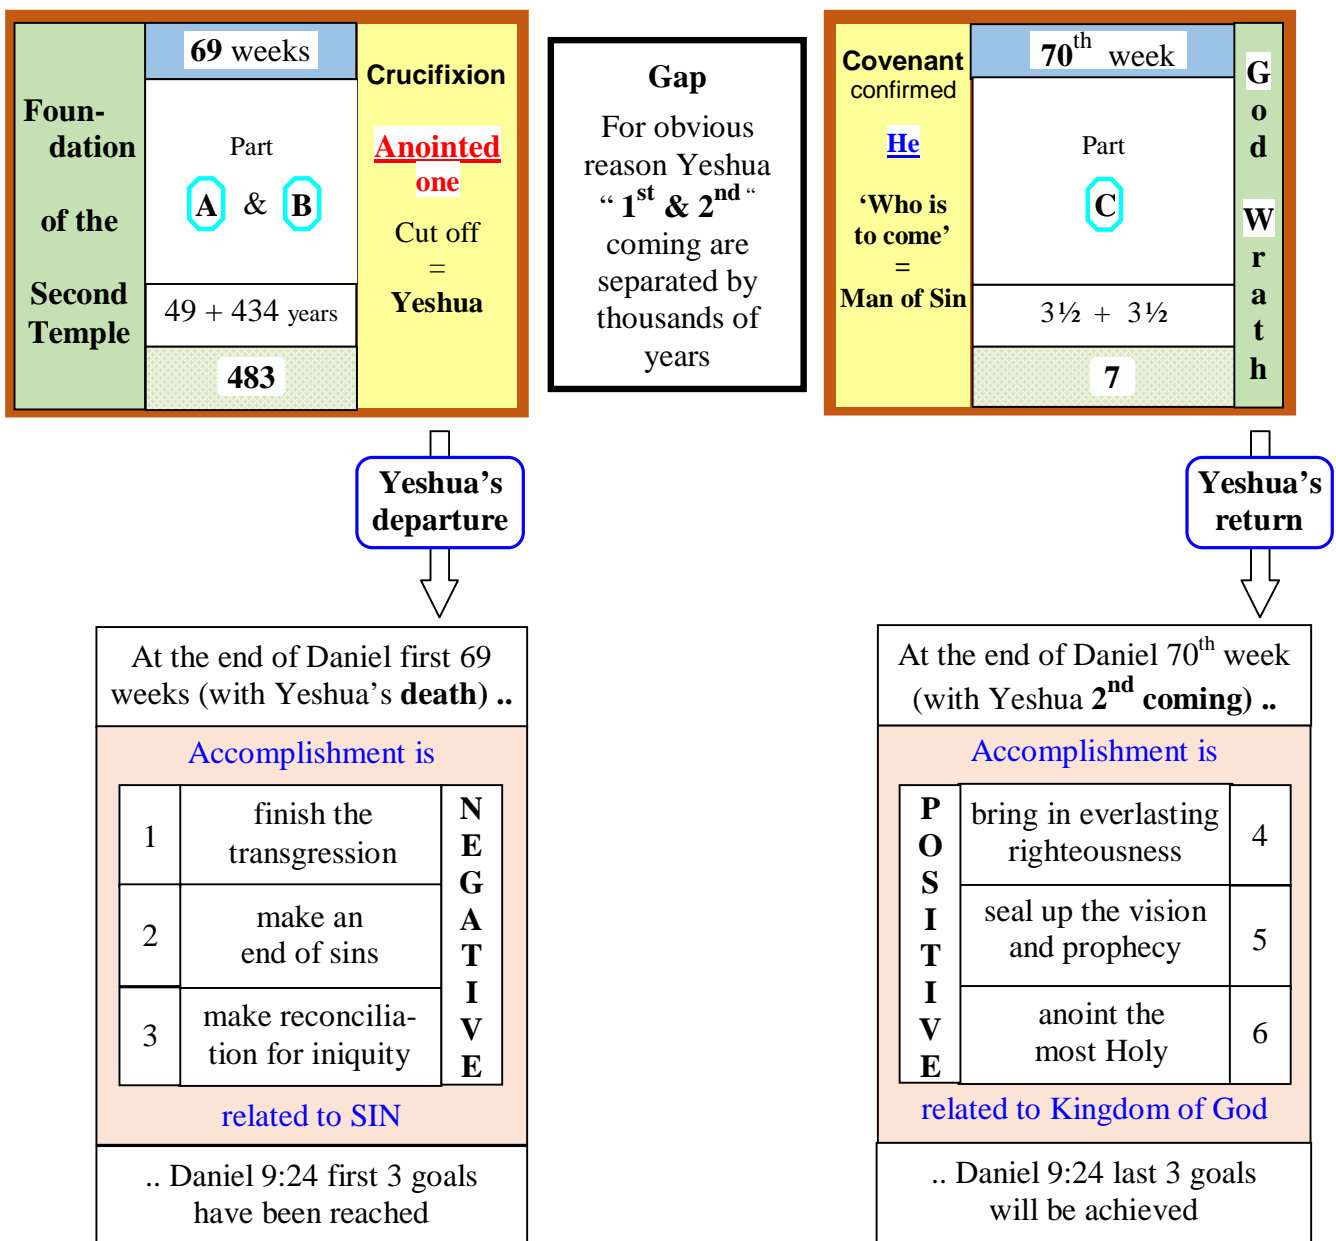 Foun-
dation
of the
Second
Temple
69 weeks
Part
A & B
49 + 434 years
483
Crucifixion
Anointed
one
Cut off
=
Yeshua
Gap
For obvious
reason Yeshua
“ 1st & 2nd “
coming are
separated by
thousands of
years
Covenant
confirmed
He
‘Who is
to come’
=
Man of Sin
70th week
Part
C
3½ + 3½
7
God
Wrath
Yeshua’s
departure
Yeshua’s
return
At the end of Daniel first 69
weeks (with Yeshua’s death) ..
Accomplishment is
1 finish the
transgression
2 make an
end of sins
3 make reconcilia-
tion for iniquity
NEGATIVE
related to SIN
.. Daniel 9:24 first 3 goals
have been reached
At the end of Daniel 70th week
(with Yeshua 2nd coming) ..
Accomplishment is
POSITIVE
bring in everlasting
righteousness 4
seal up the vision
and prophecy 5
anoint the
most Holy 6
related to Kingdom of God
.. Daniel 9:24 last 3 goals
will be achieved